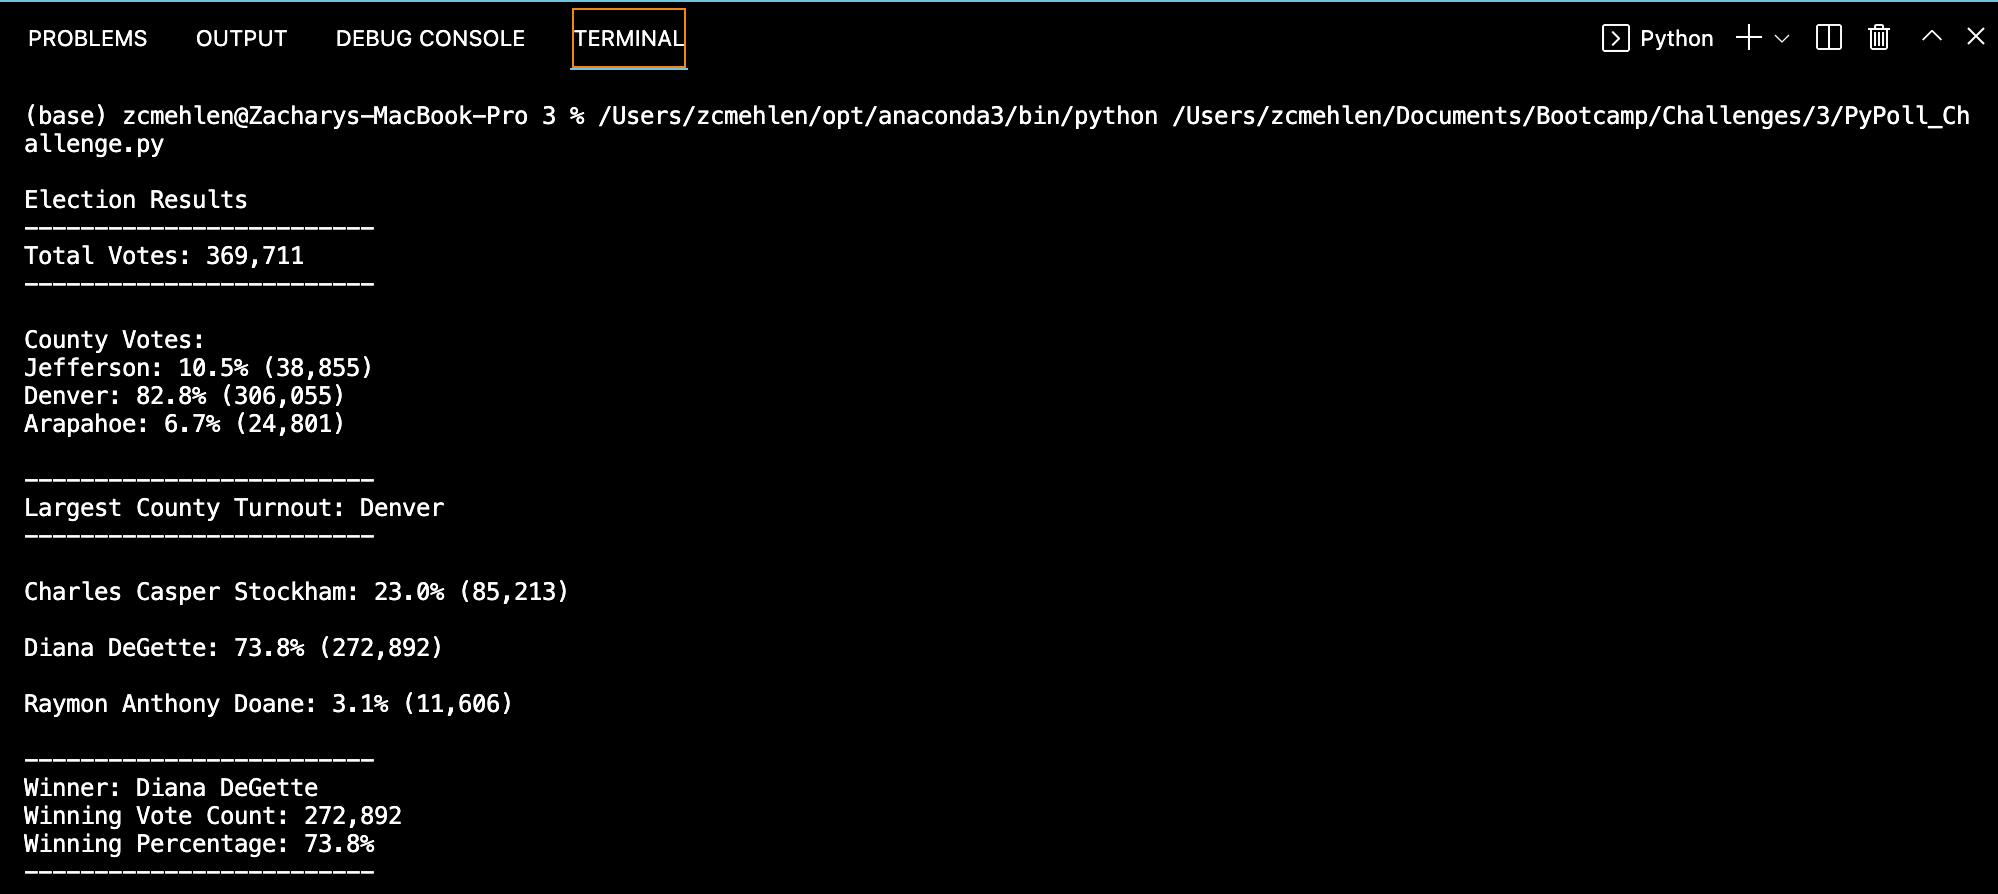 PROBLEMS OUTPUT DEBUG CONSOLE TERMINAL Python
(base) zcmehlen@Zacharys-MacBook-Pro 3 % /Users/zcmehlen/opt/anaconda3/bin/python /Users/zcmehlen/Documents/Bootcamp/Challenges/3/PyPoll_Ch
allenge.py
Election Results
-------------------------
Total Votes: 369,711
-------------------------
County Votes:
Jefferson: 10.5% (38,855)
Denver: 82.8% (306,055)
Arapahoe: 6.7% (24,801)
-------------------------
Largest County Turnout: Denver
-------------------------
Charles Casper Stockham: 23.0% (85,213)
Diana DeGette: 73.8% (272,892)
Raymon Anthony Doane: 3.1% (11,606)
-------------------------
Winner: Diana DeGette
Winning Vote Count: 272,892
Winning Percentage: 73.8%
-------------------------